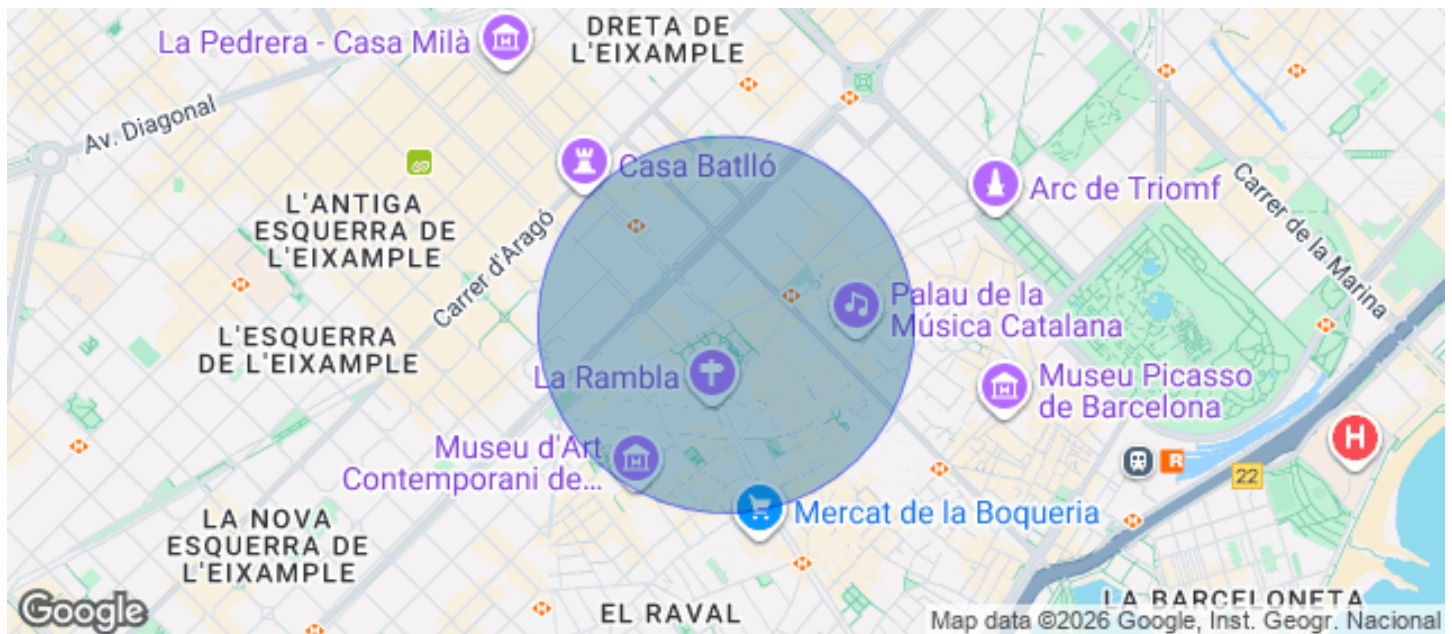 DRETA DE
L'EIXAMPLE
La Pedrera - Casa Milà
Av. Diagonal
Casa Batlló
Arc de Triomf
Carrer de la Marina
L'ANTIGA
ESQUERRA DE
L'EIXAMPLE
Carrer d'Aragó
Palau de la
Música Catalana
L'ESQUERRA
DE L'EIXAMPLE
La Rambla
Museu Picasso
de Barcelona
H
Museu d'Art
Contemporani de...
R
22
Mercat de la Boqueria
LA NOVA
ESQUERRA DE
L'EIXAMPLE
EL RAVAL
LA BARCELONETA
Google
Map data ©2026 Google, Inst. Geogr. Nacional